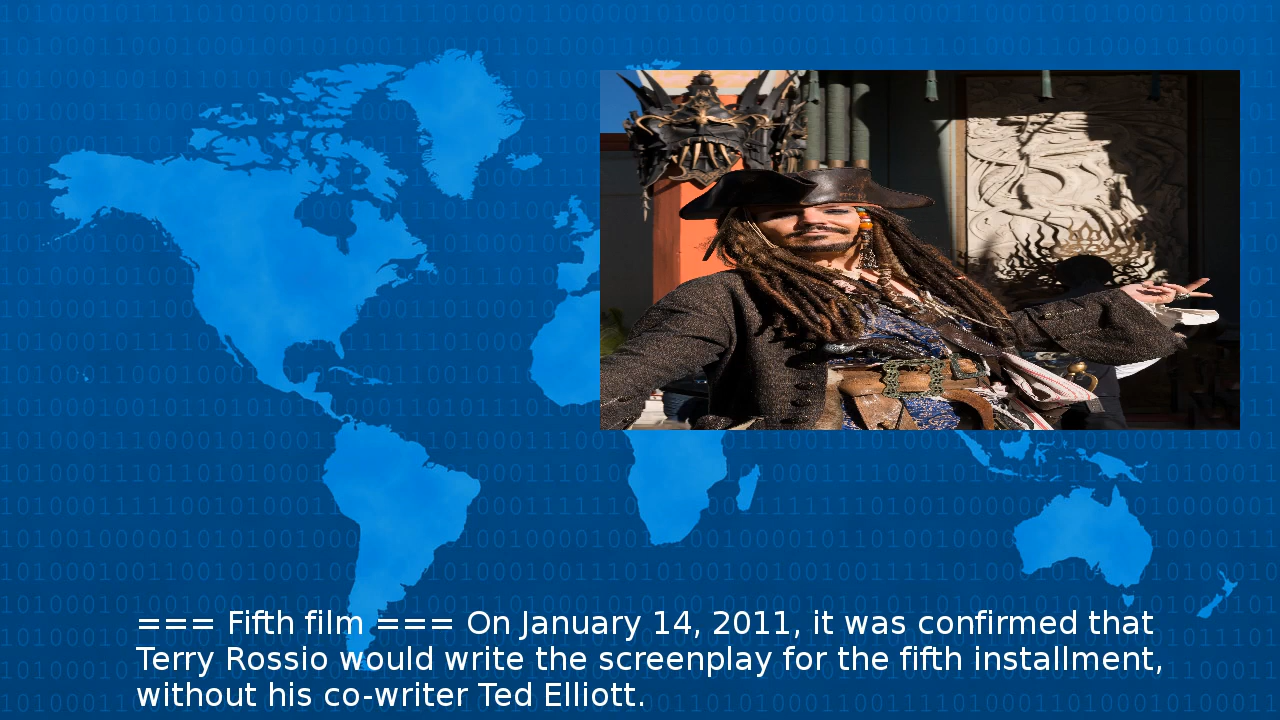 === Fifth film === On January 14, 2011, it was confirmed that
Terry Rossio would write the screenplay for the fifth installment,
without his co-writer Ted Elliott.